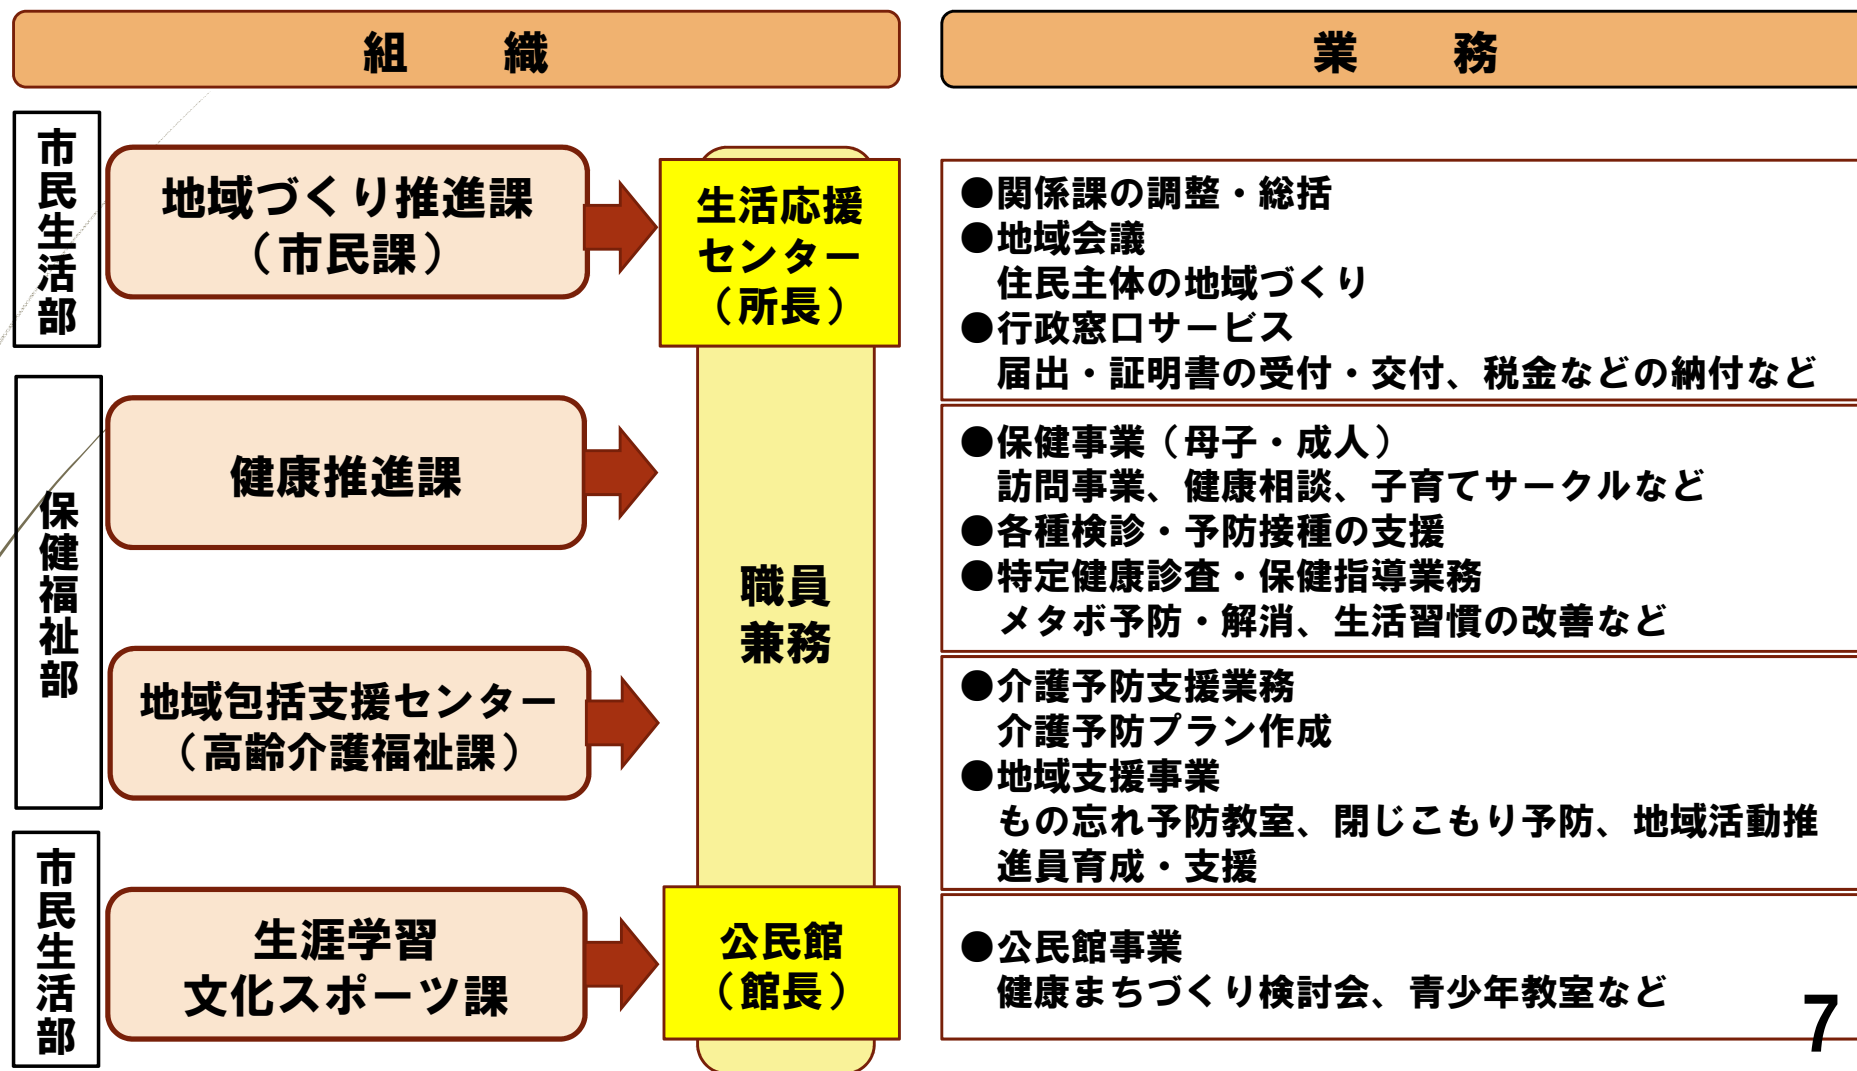 組　織
業　務
市民生活部
地域づくり推進課
（市民課）
生活応援
センター
（所長）
●関係課の調整・総括
●地域会議
住民主体の地域づくり
●行政窓口サービス
届出・証明書の受付・交付、税金などの納付など
保健福祉部
健康推進課
職員
兼務
●保健事業（母子・成人）
訪問事業、健康相談、子育てサークルなど
●各種検診・予防接種の支援
●特定健康診査・保健指導業務
メタボ予防・解消、生活習慣の改善など
地域包括支援センター
（高齢介護福祉課）
●介護予防支援業務
介護予防プラン作成
●地域支援事業
もの忘れ予防教室、閉じこもり予防、地域活動推
進員育成・支援
市民生活部
生涯学習
文化スポーツ課
公民館
（館長）
●公民館事業
健康まちづくり検討会、青少年教室など
7